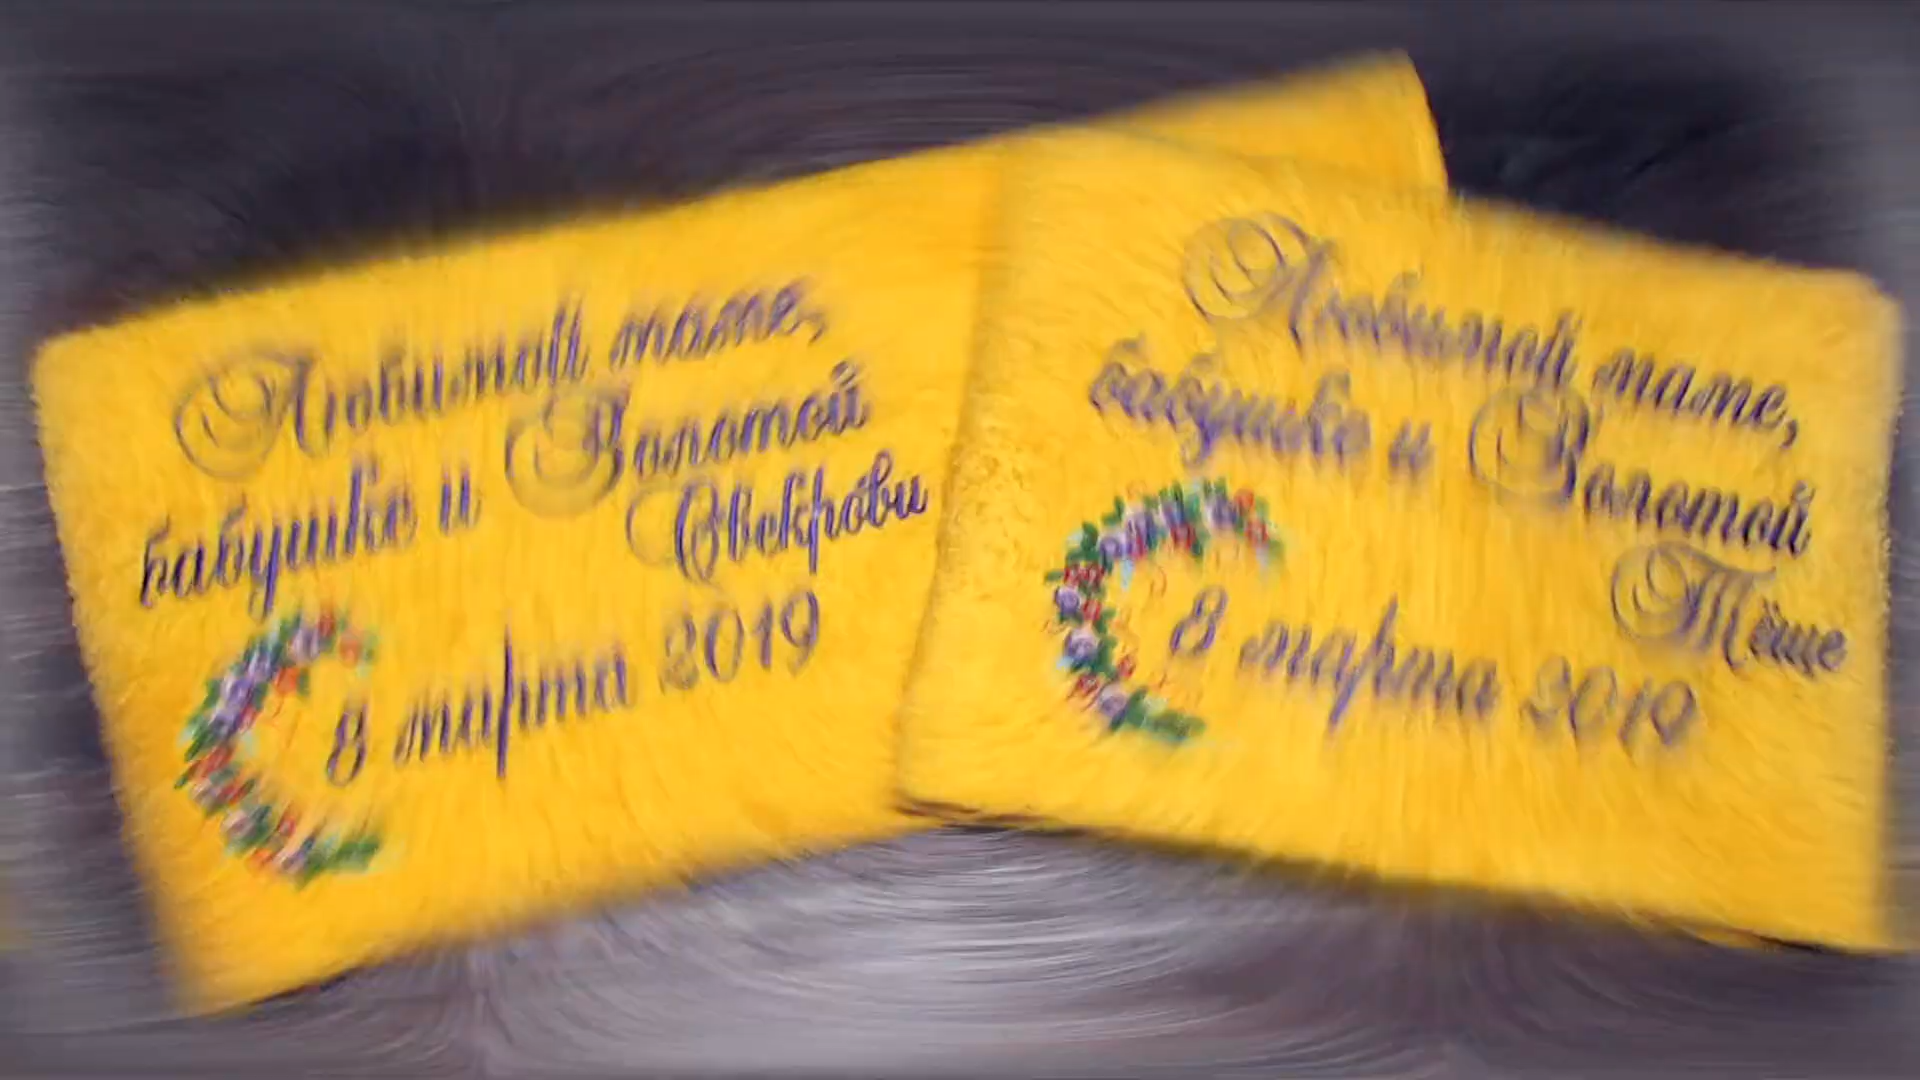 Любимой маме,
бабушке и Золотой
Свекрови
8 марта 2019
Любимой маме,
бабушке и Золотой
Тёще
8 марта 2019